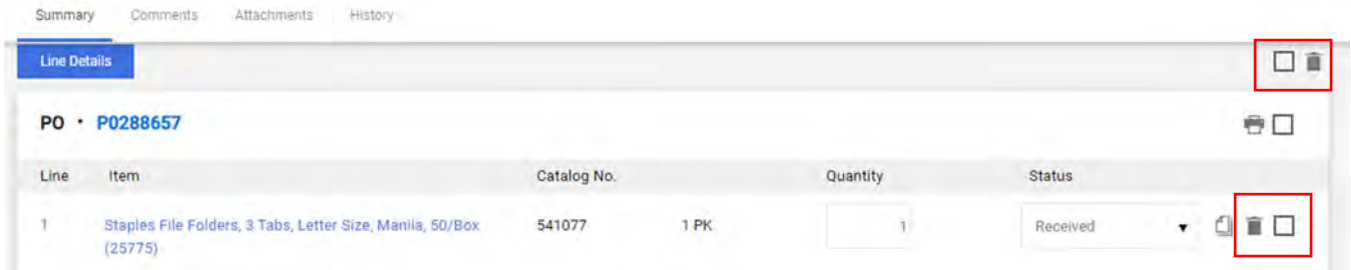 Summary Comments Attachments History
Line Details
PO · P0288657
Line Item Catalog No. Quantity Status
1 Staples File Folders, 3 Tabs, Letter Size, Manila, 50/Box 541077 1 PK 1 Received
(25775)